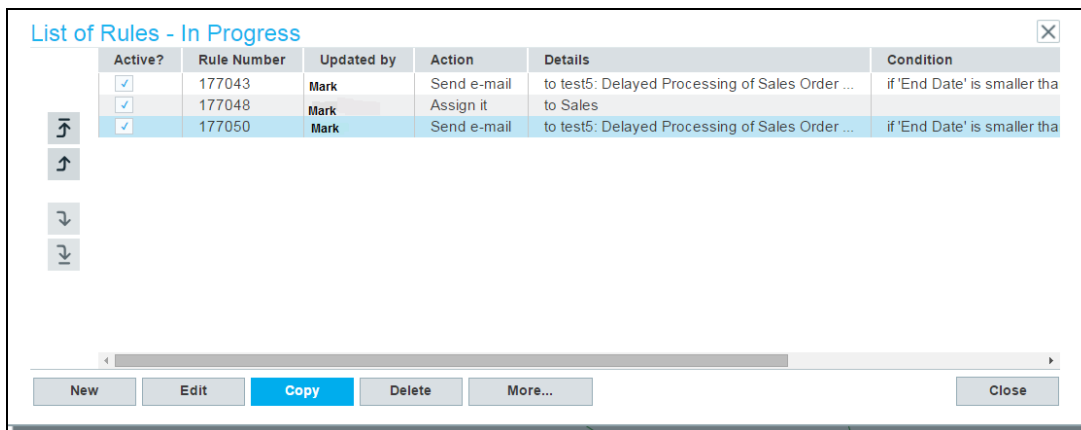 List of Rules - In Progress
Active? Rule Number Updated by Action Details Condition
177043 Mark Send e-mail to test5: Delayed Processing of Sales Order ... if 'End Date' is smaller tha
177048 Mark Assign it to Sales
177050 Mark Send e-mail to test5: Delayed Processing of Sales Order ... if 'End Date' is smaller tha
New Edit Copy Delete More... Close